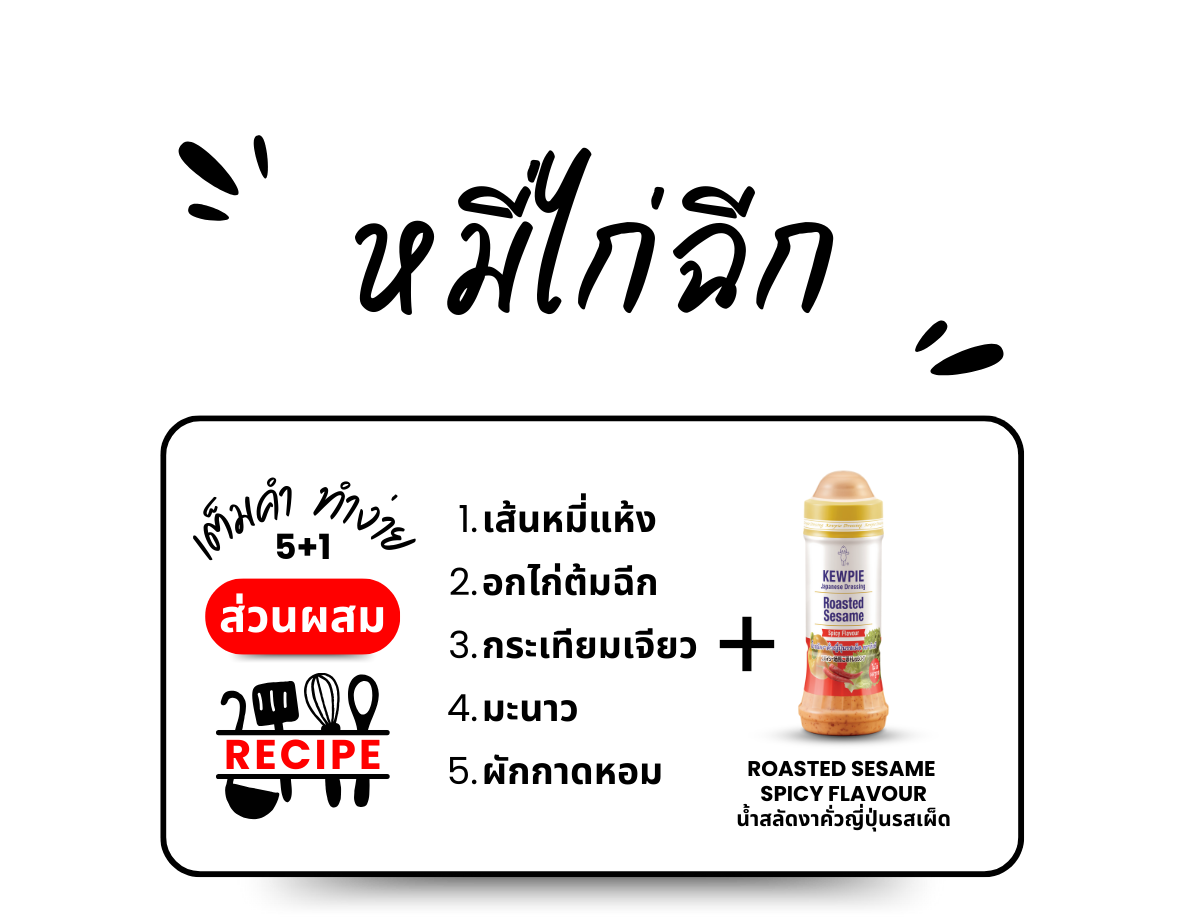 หมี่ไก่ฉีก
เต็มคำ ทำง่าย
5+1
ส่วนผสม
RECIPE
1. เส้นหมี่แห้ง
2. อกไก่ต้มฉีก
3. กระเทียมเจียว
4. มะนาว
5. ผักกาดหอม
+
KEWPIE
Japanese Dressing
Roasted
Sesame
Spicy Flavour
ROASTED SESAME
SPICY FLAVOUR
น้ำสลัดงาคั่วญี่ปุ่นรสเผ็ด